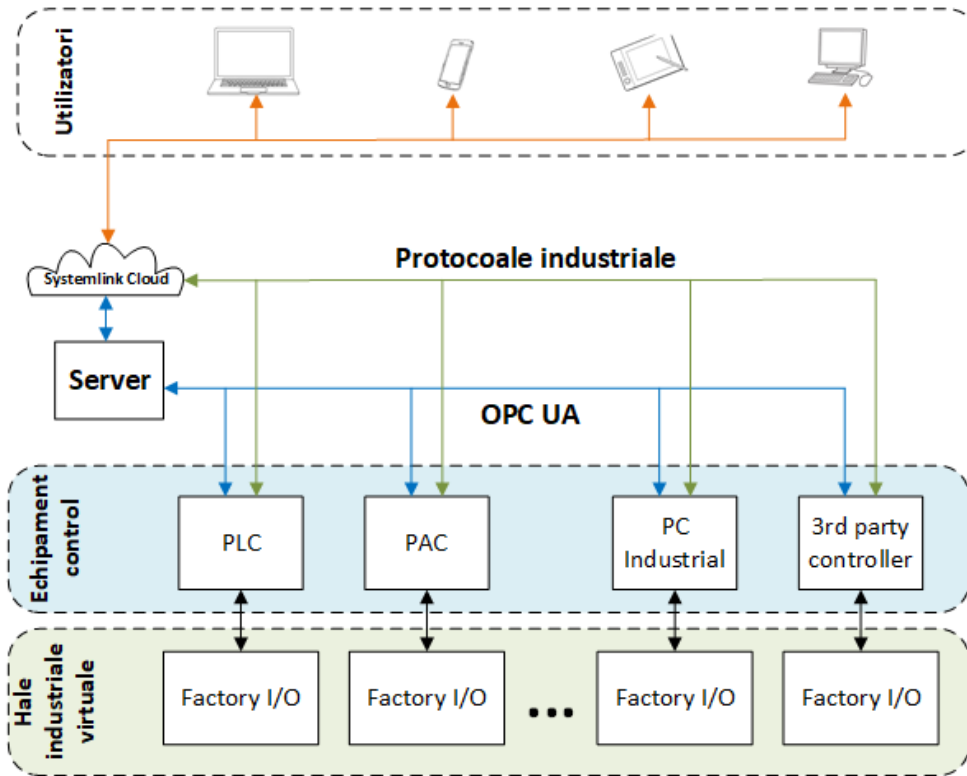 Utilizatori
Systemlink Cloud
Protocoale industriale
Server
OPC UA
Echipament
control
PLC
PAC
PC
Industrial
3rd party
controller
Hale
industriale
virtuale
Factory I/O
Factory I/O
...
Factory I/O
Factory I/O